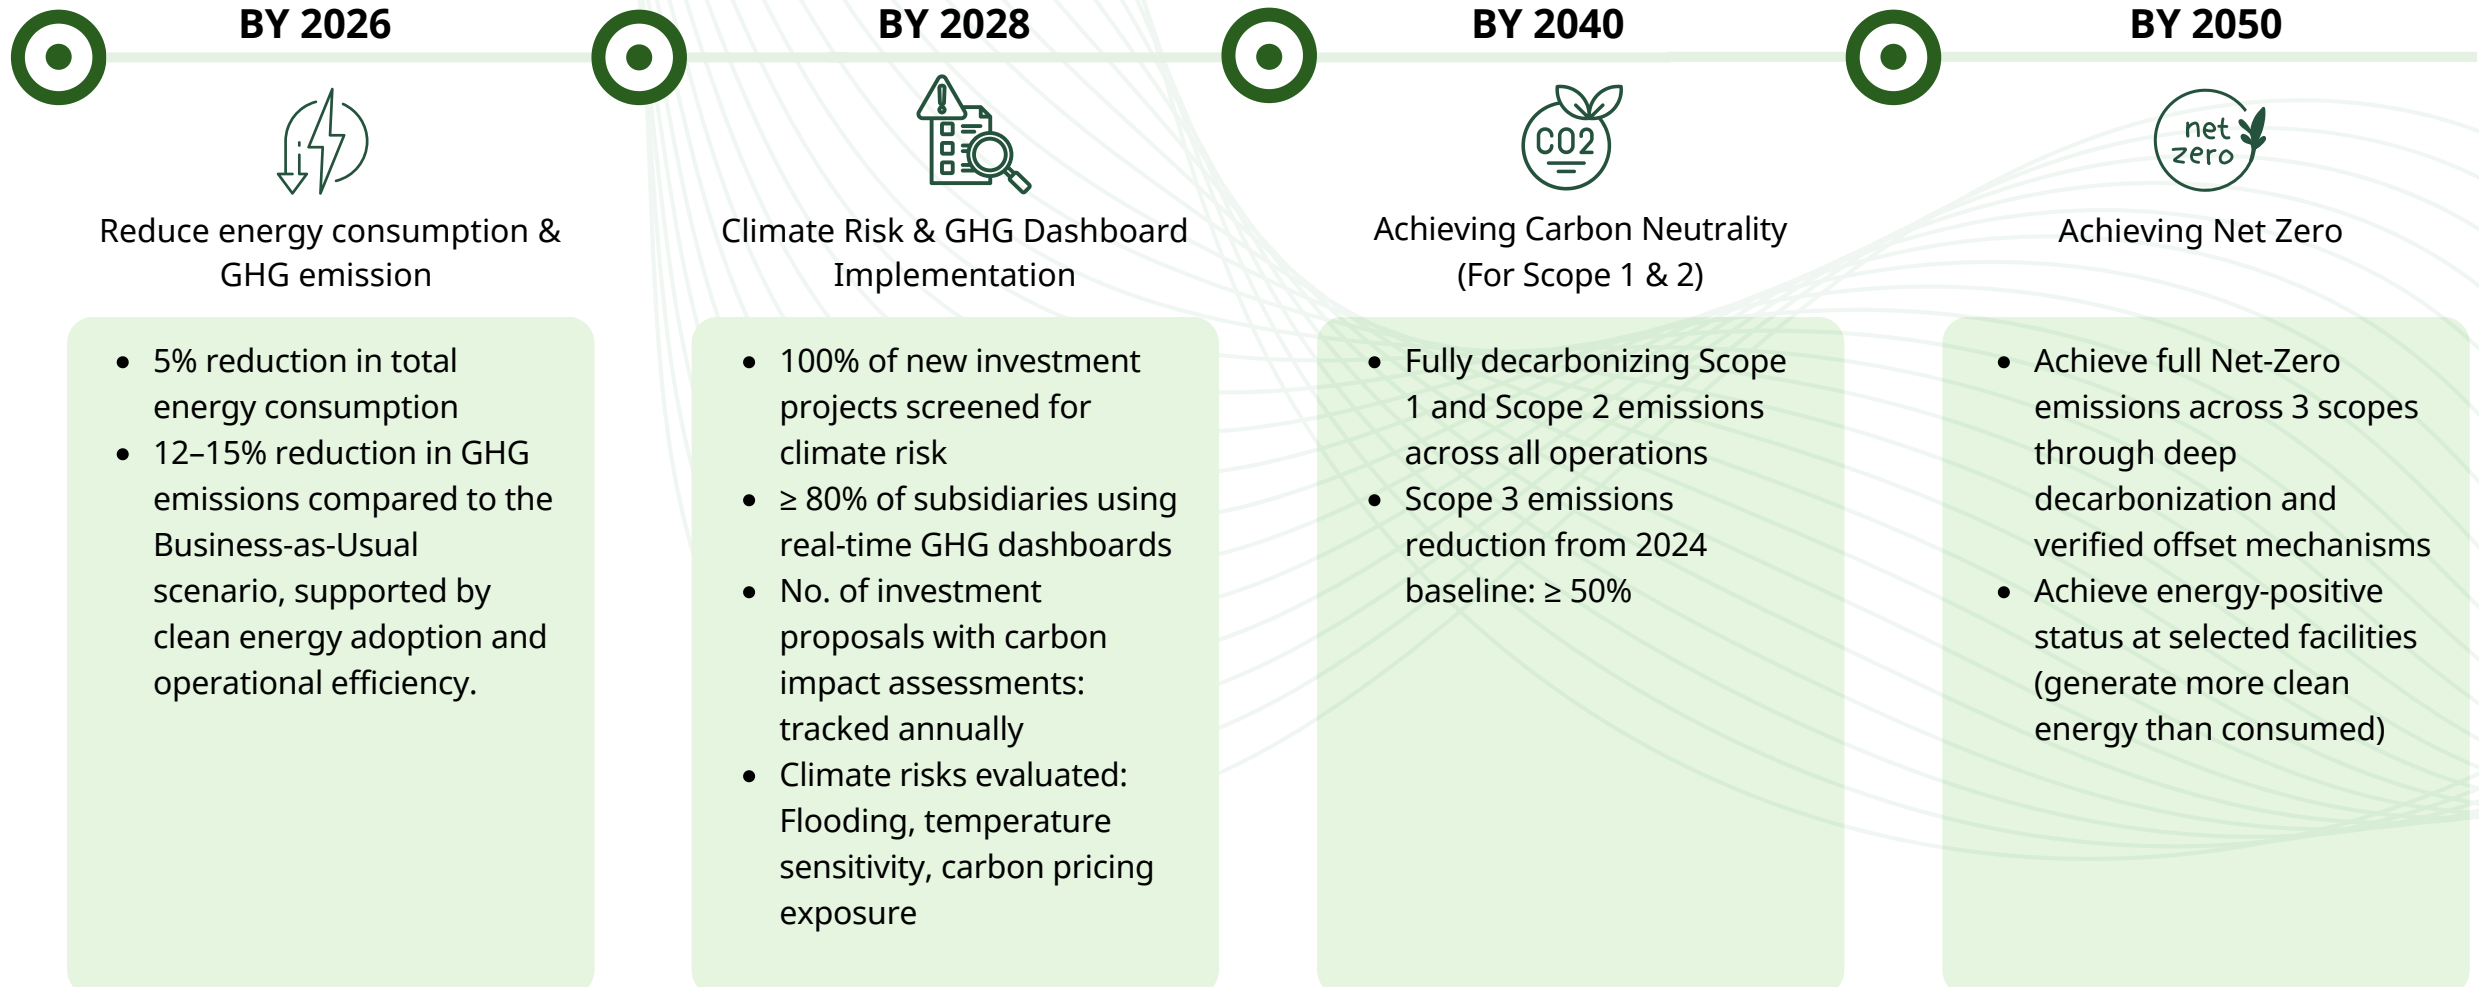 BY 2026
Reduce energy consumption &
GHG emission
• 5% reduction in total
energy consumption
• 12–15% reduction in GHG
emissions compared to the
Business-as-Usual
scenario, supported by
clean energy adoption and
operational efficiency.
BY 2028
Climate Risk & GHG Dashboard
Implementation
• 100% of new investment
projects screened for
climate risk
• ≥ 80% of subsidiaries using
real-time GHG dashboards
• No. of investment
proposals with carbon
impact assessments:
tracked annually
• Climate risks evaluated:
Flooding, temperature
sensitivity, carbon pricing
exposure
BY 2040
CO2
Achieving Carbon Neutrality
(For Scope 1 & 2)
• Fully decarbonizing Scope
1 and Scope 2 emissions
across all operations
• Scope 3 emissions
reduction from 2024
baseline: ≥ 50%
BY 2050
net
zero
Achieving Net Zero
• Achieve full Net-Zero
emissions across 3 scopes
through deep
decarbonization and
verified offset mechanisms
• Achieve energy-positive
status at selected facilities
(generate more clean
energy than consumed)